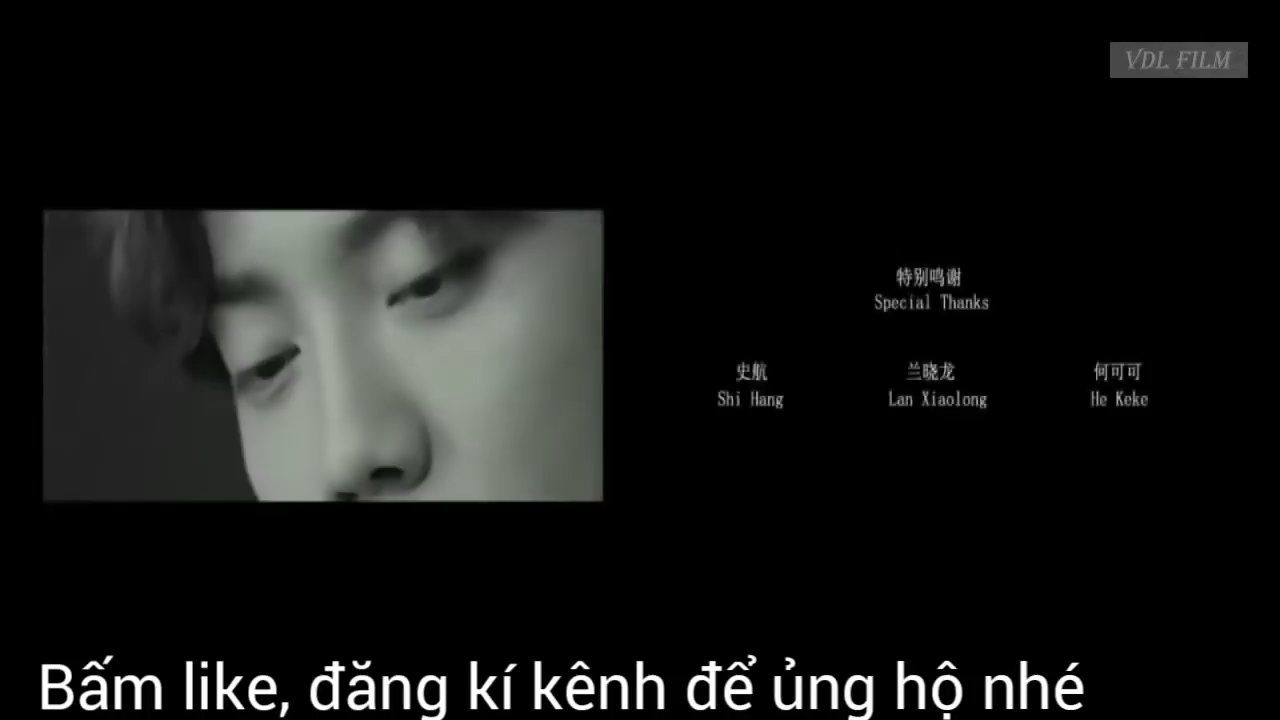 VDL FILM
特别鸣谢
Special Thanks
史航 兰晓龙 何可可
Shi Hang Lan Xiaolong He Keke
Bấm like, đăng kí kênh để ủng hộ nhé